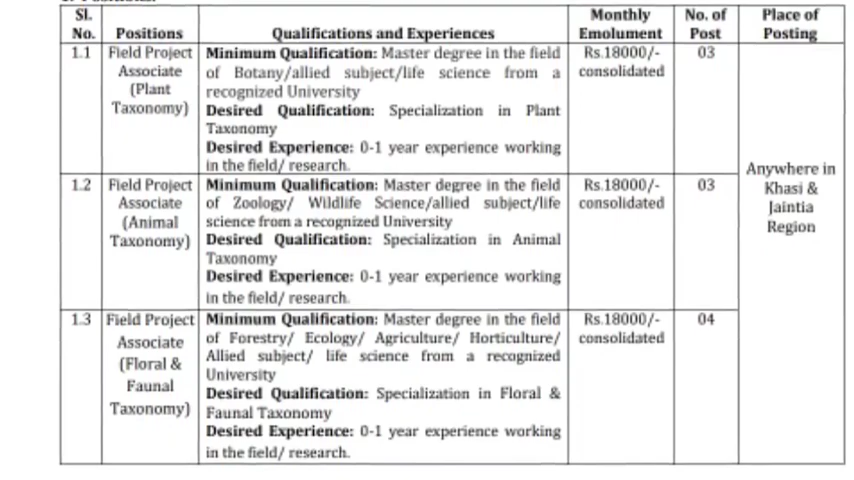 Sl. No. Positions Qualifications and Experiences Monthly Emolument No. of Post Place of Posting
1.1 Field Project Associate (Plant Taxonomy)
Minimum Qualification: Master degree in the field
of Botany/allied subject/life science from a
recognized University
Desired Qualification: Specialization in Plant
Taxonomy
Desired Experience: 0-1 year experience working
in the field/ research.
Rs.18000/-
consolidated
03
Anywhere in
Khasi &
Jaintia
Region
1.2 Field Project Associate (Animal Taxonomy)
Minimum Qualification: Master degree in the field
of Zoology/ Wildlife Science/allied subject/life
science from a recognized University
Desired Qualification: Specialization in Animal
Taxonomy
Desired Experience: 0-1 year experience working
in the field/ research.
Rs.18000/-
consolidated
03
1.3 Field Project Associate (Floral & Faunal Taxonomy)
Minimum Qualification: Master degree in the field
of Forestry/ Ecology/ Agriculture/ Horticulture/
Allied subject/ life science from a recognized
University
Desired Qualification: Specialization in Floral &
Faunal Taxonomy
Desired Experience: 0-1 year experience working
in the field/ research.
Rs.18000/-
consolidated
04